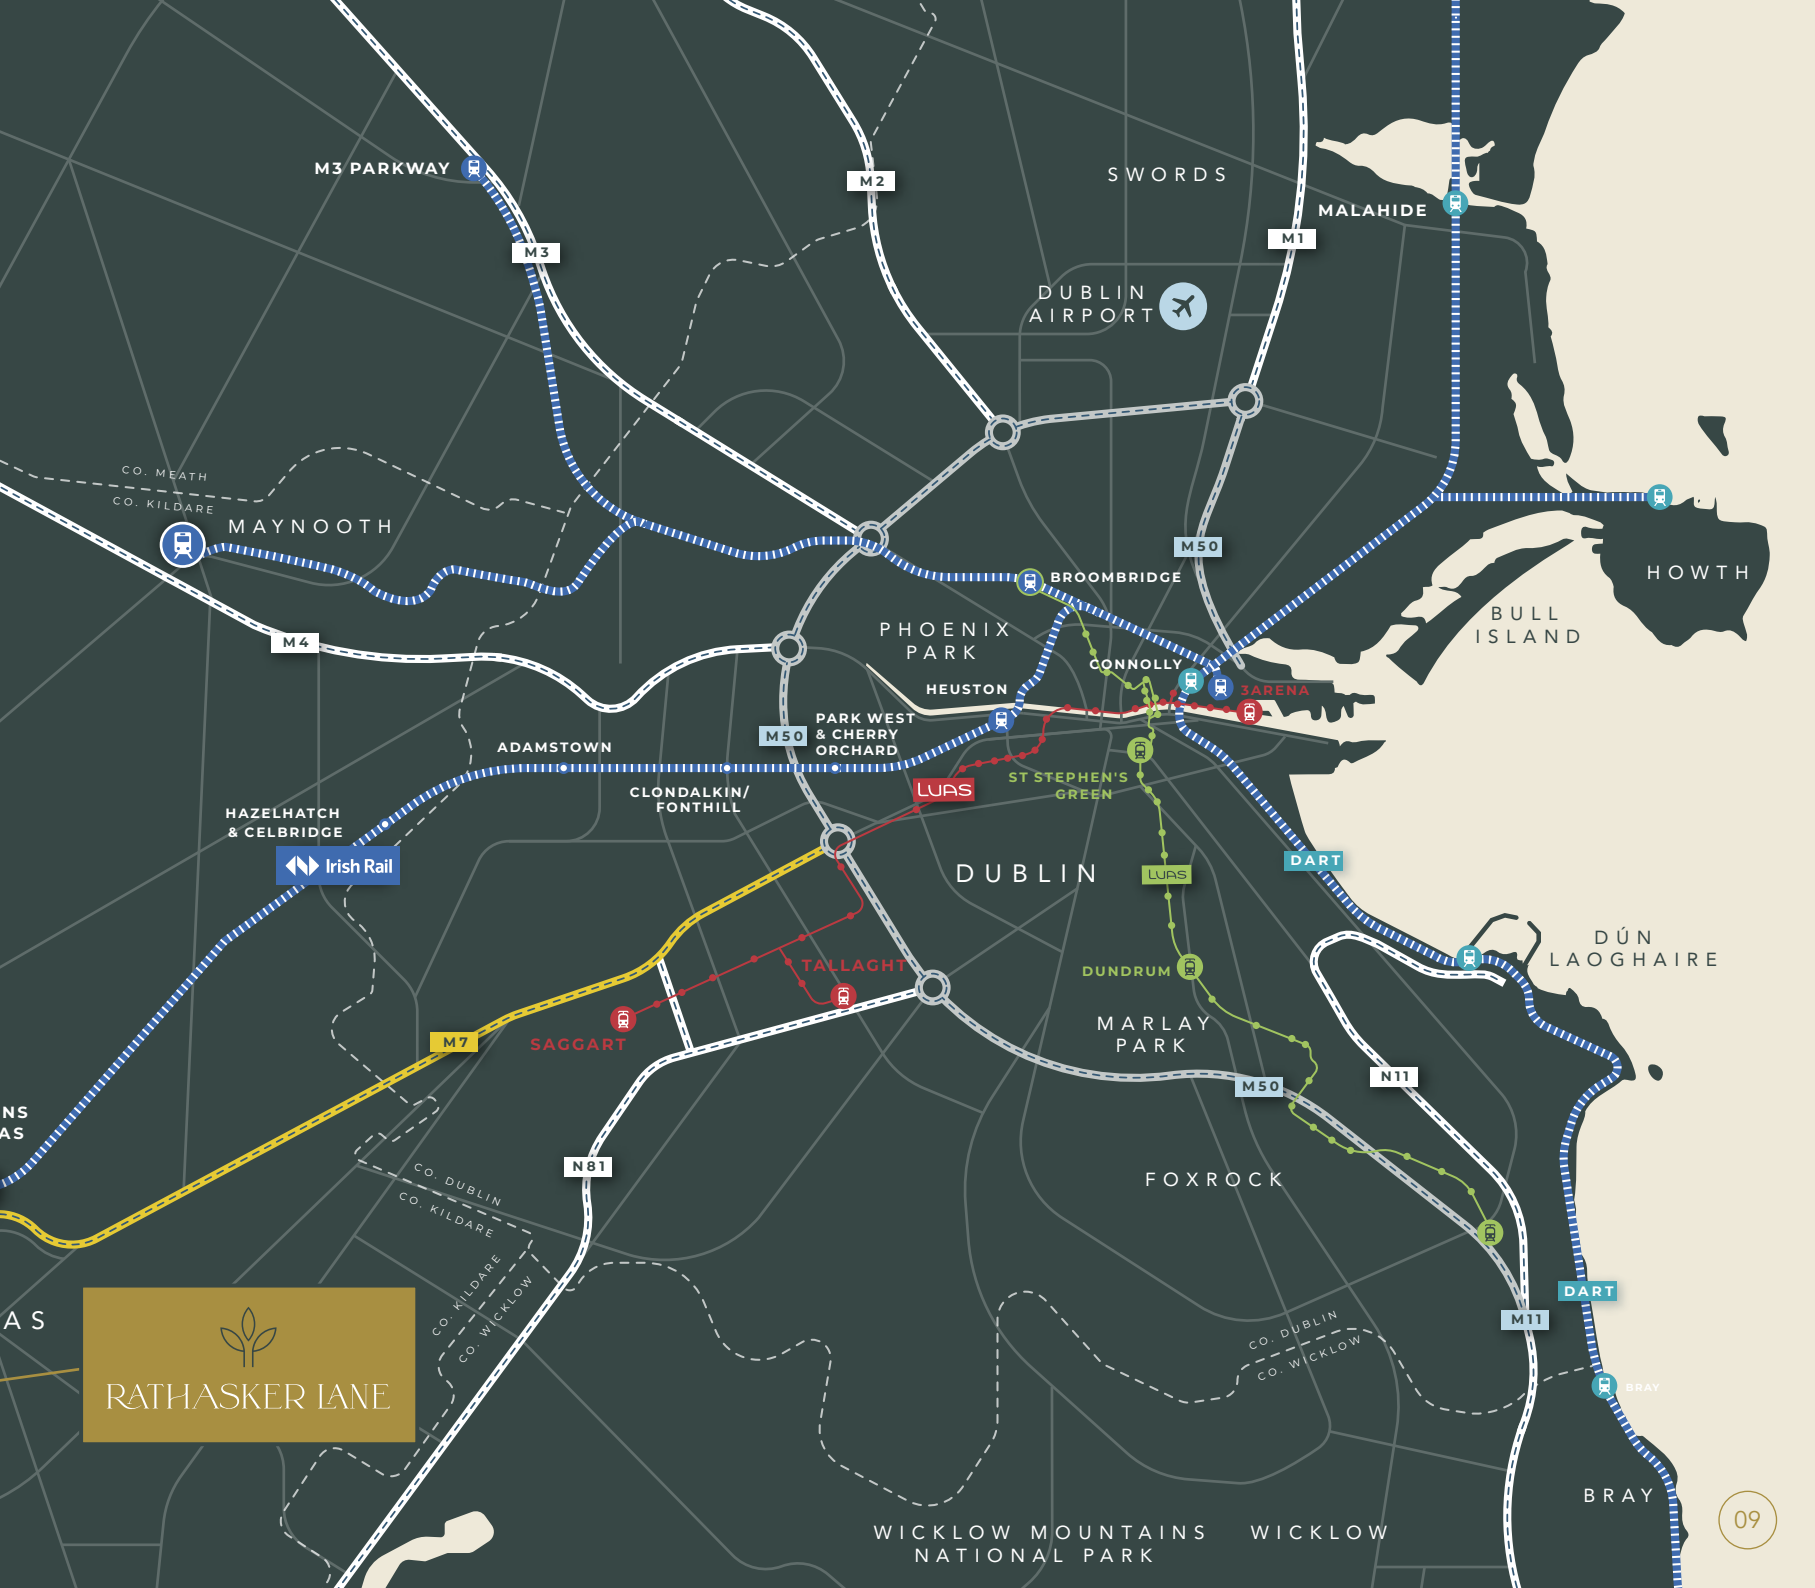 M3 PARKWAY
M2
SWORDS
MALAHIDE
M3
M1
DUBLIN
AIRPORT
CO. MEATH
CO. KILDARE
MAYNOOTH
M50
BROOMBRIDGE
HOWTH
BULL
ISLAND
M4
PHOENIX
PARK
CONNOLLY
HEUSTON
3ARENA
PARK WEST
& CHERRY
ORCHARD
M50
ADAMSTOWN
CLONDALKIN/
FONTHILL
LUAS
ST STEPHEN'S
GREEN
HAZELHATCH
& CELBRIDGE
Irish Rail
DUBLIN
LUAS
DART
DÚN
LAOGHAIRE
TALLAGHT
DUNDRUM
SAGGART
M7
MARLAY
PARK
M50
N11
NS
AS
N81
CO. DUBLIN
CO. KILDARE
FOXROCK
CO. KILDARE
CO. WICKLOW
DART
AS
M11
CO. DUBLIN
CO. WICKLOW
RATHASKER LANE
BRAY
BRAY
WICKLOW MOUNTAINS
NATIONAL PARK
WICKLOW
09